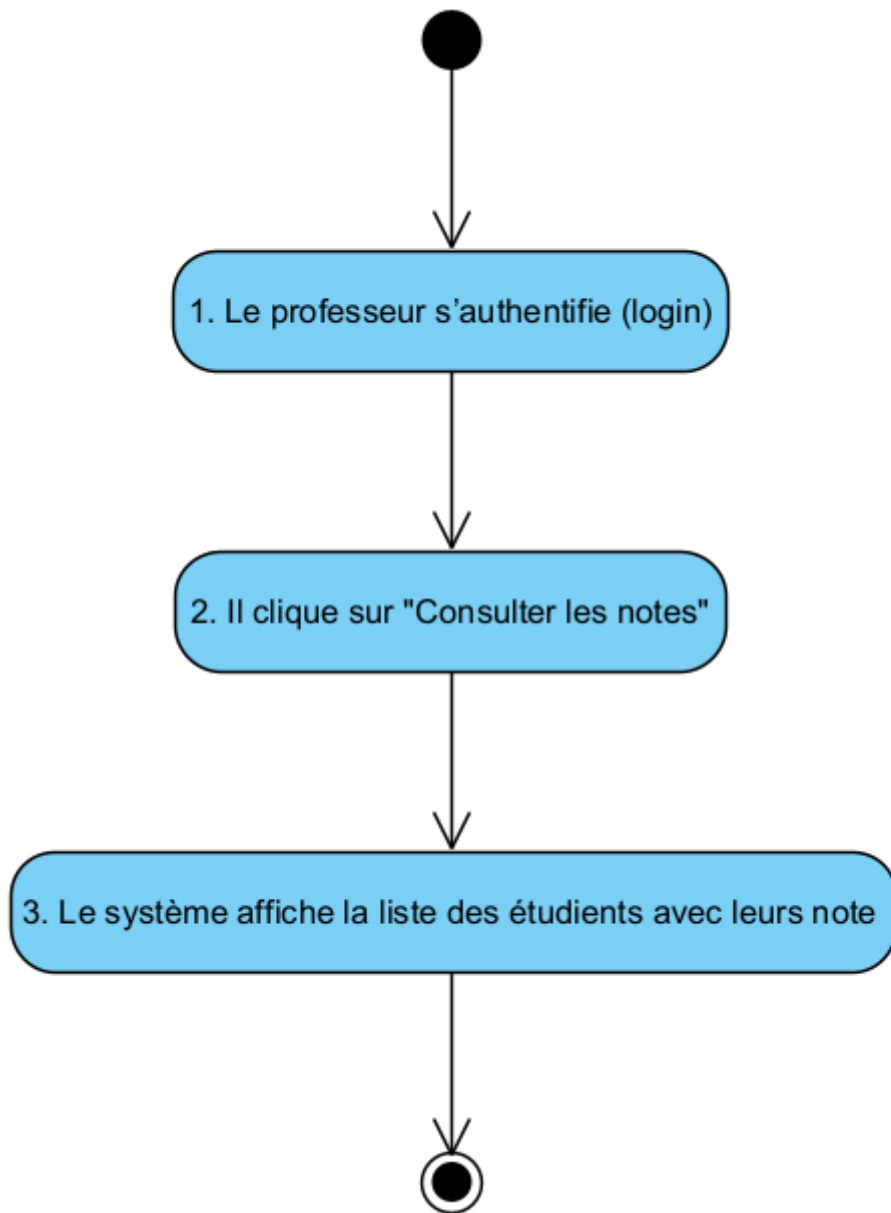 1. Le professeur s’authentifie (login)
2. Il clique sur "Consulter les notes"
3. Le système affiche la liste des étudients avec leurs note